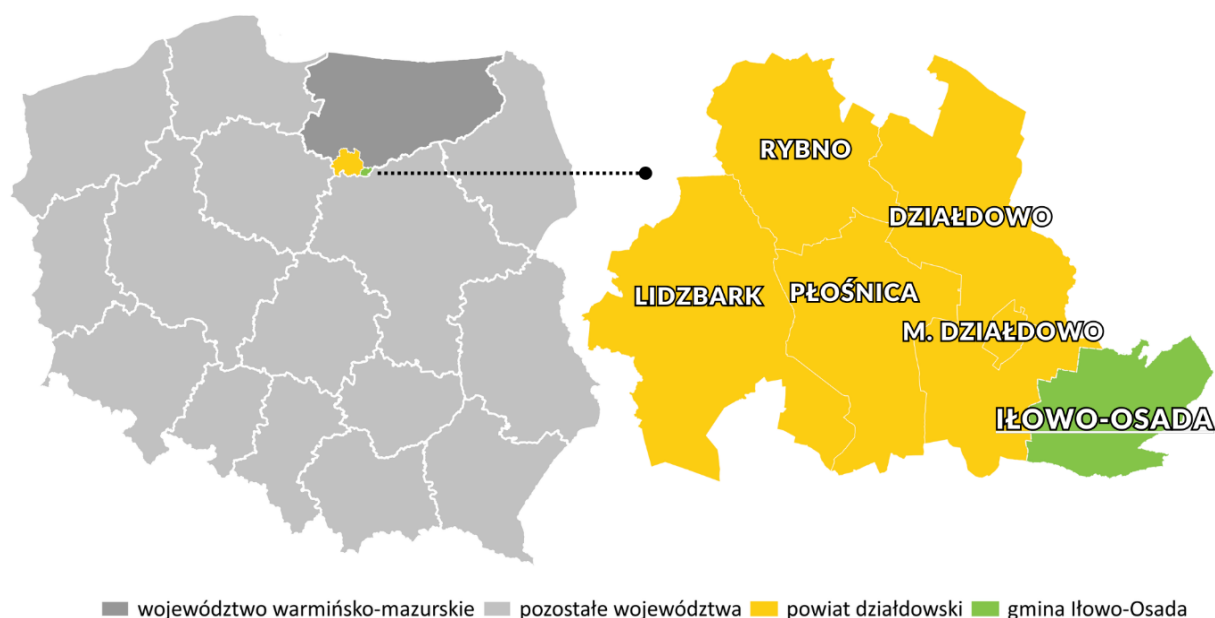 RYBNO
DZIAŁDOWO
LIDZBARK
PŁOŚNICA
M. DZIAŁDOWO
IŁOWO-OSADA
województwo warmińsko-mazurskie pozostałe województwa powiat działdowski gmina Iłowo-Osada